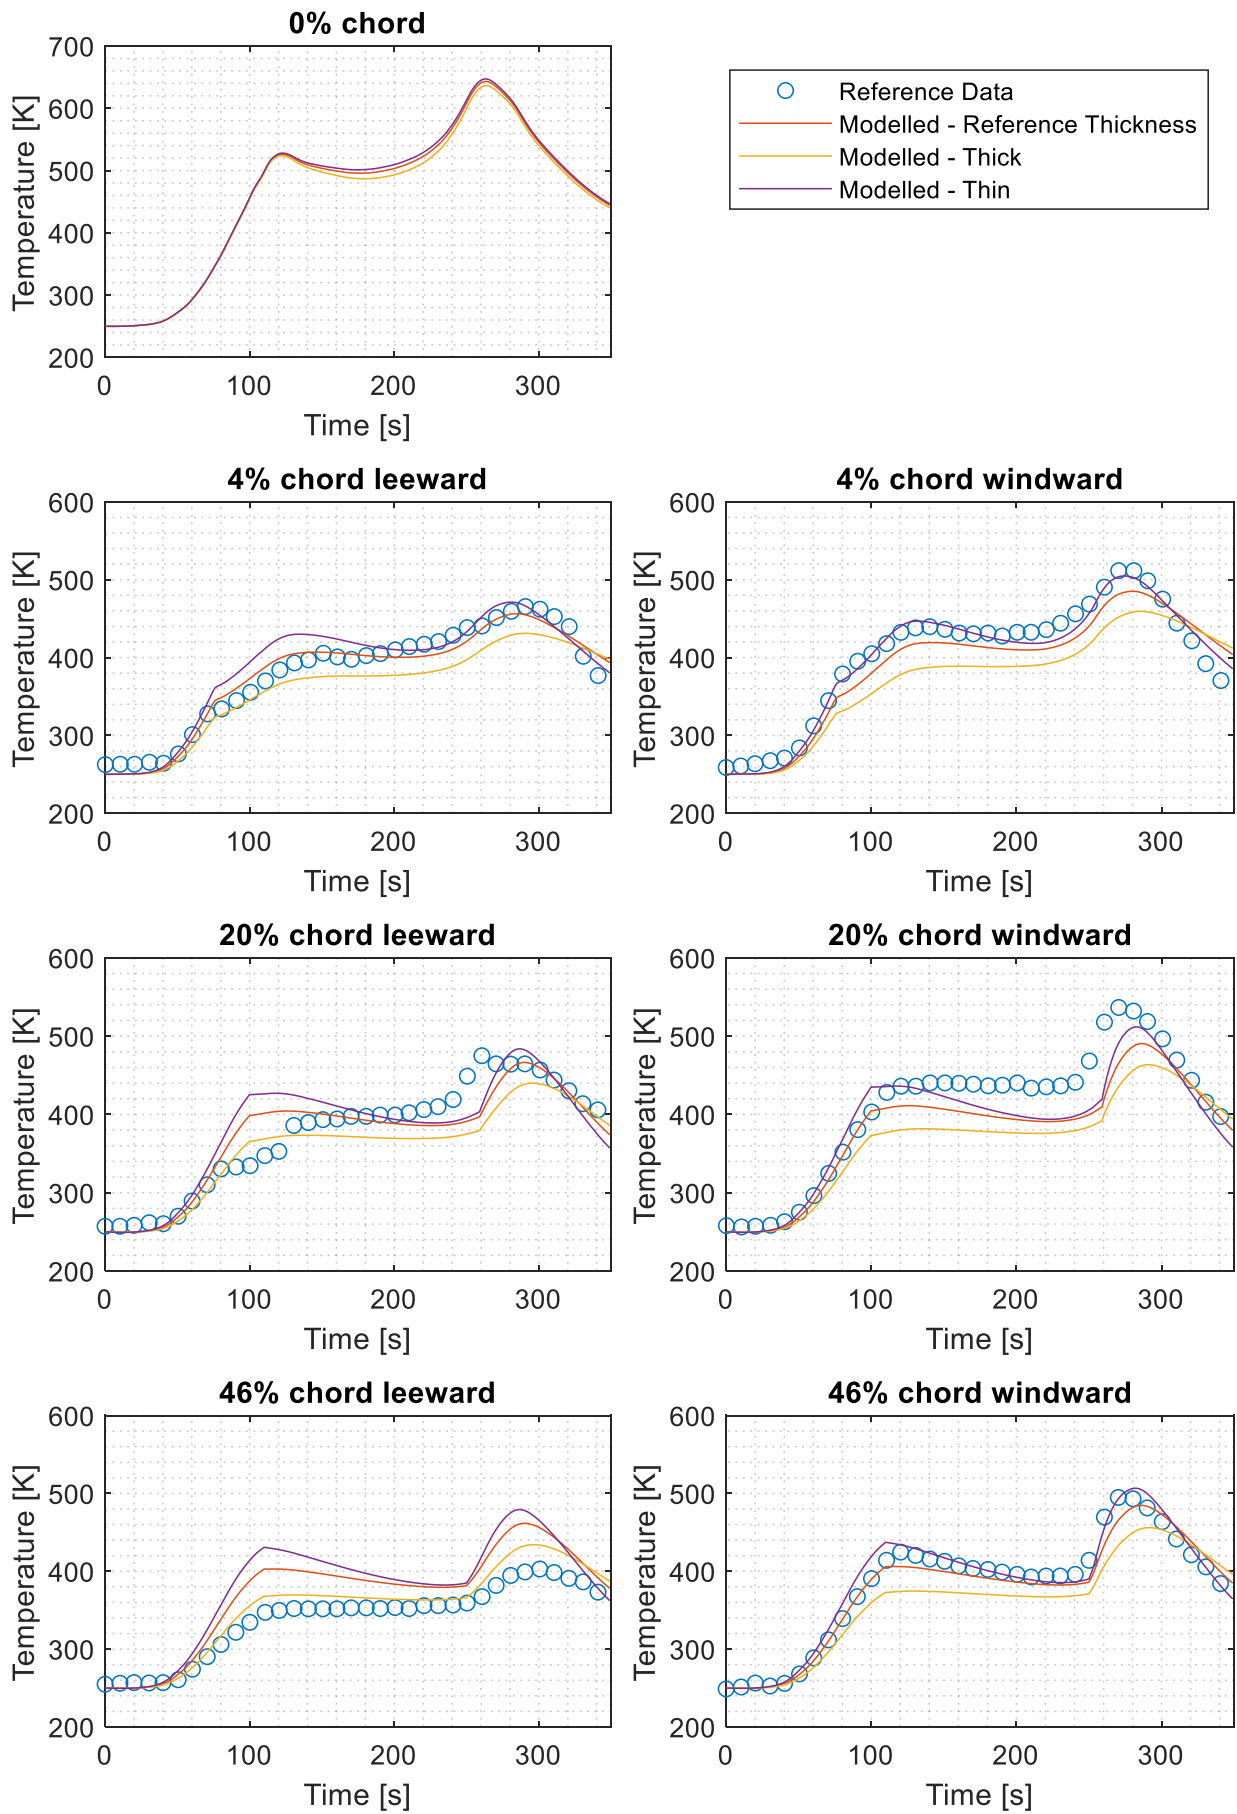 0% chord
700
600
500
400
300
200
0
100
200
300
Temperature [K]
Time [s]
Reference Data
Modelled - Reference Thickness
Modelled - Thick
Modelled - Thin
4% chord leeward
600
500
400
300
200
0
100
200
300
Temperature [K]
Time [s]
4% chord windward
600
500
400
300
200
0
100
200
300
Temperature [K]
Time [s]
20% chord leeward
600
500
400
300
200
0
100
200
300
Temperature [K]
Time [s]
20% chord windward
600
500
400
300
200
0
100
200
300
Temperature [K]
Time [s]
46% chord leeward
600
500
400
300
200
0
100
200
300
Temperature [K]
Time [s]
46% chord windward
600
500
400
300
200
0
100
200
300
Temperature [K]
Time [s]